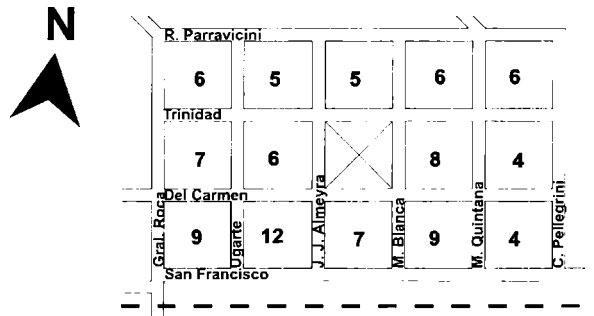 N
R. Parravicini
6 5 5 6 6
Trinidad
7 6 8 4
Del Carmen
Gral. Roca
Ugarte
J. J. Almeyra
M. Blanca
M. Quintana
C. Pellegrini
9 12 7 9 4
San Francisco